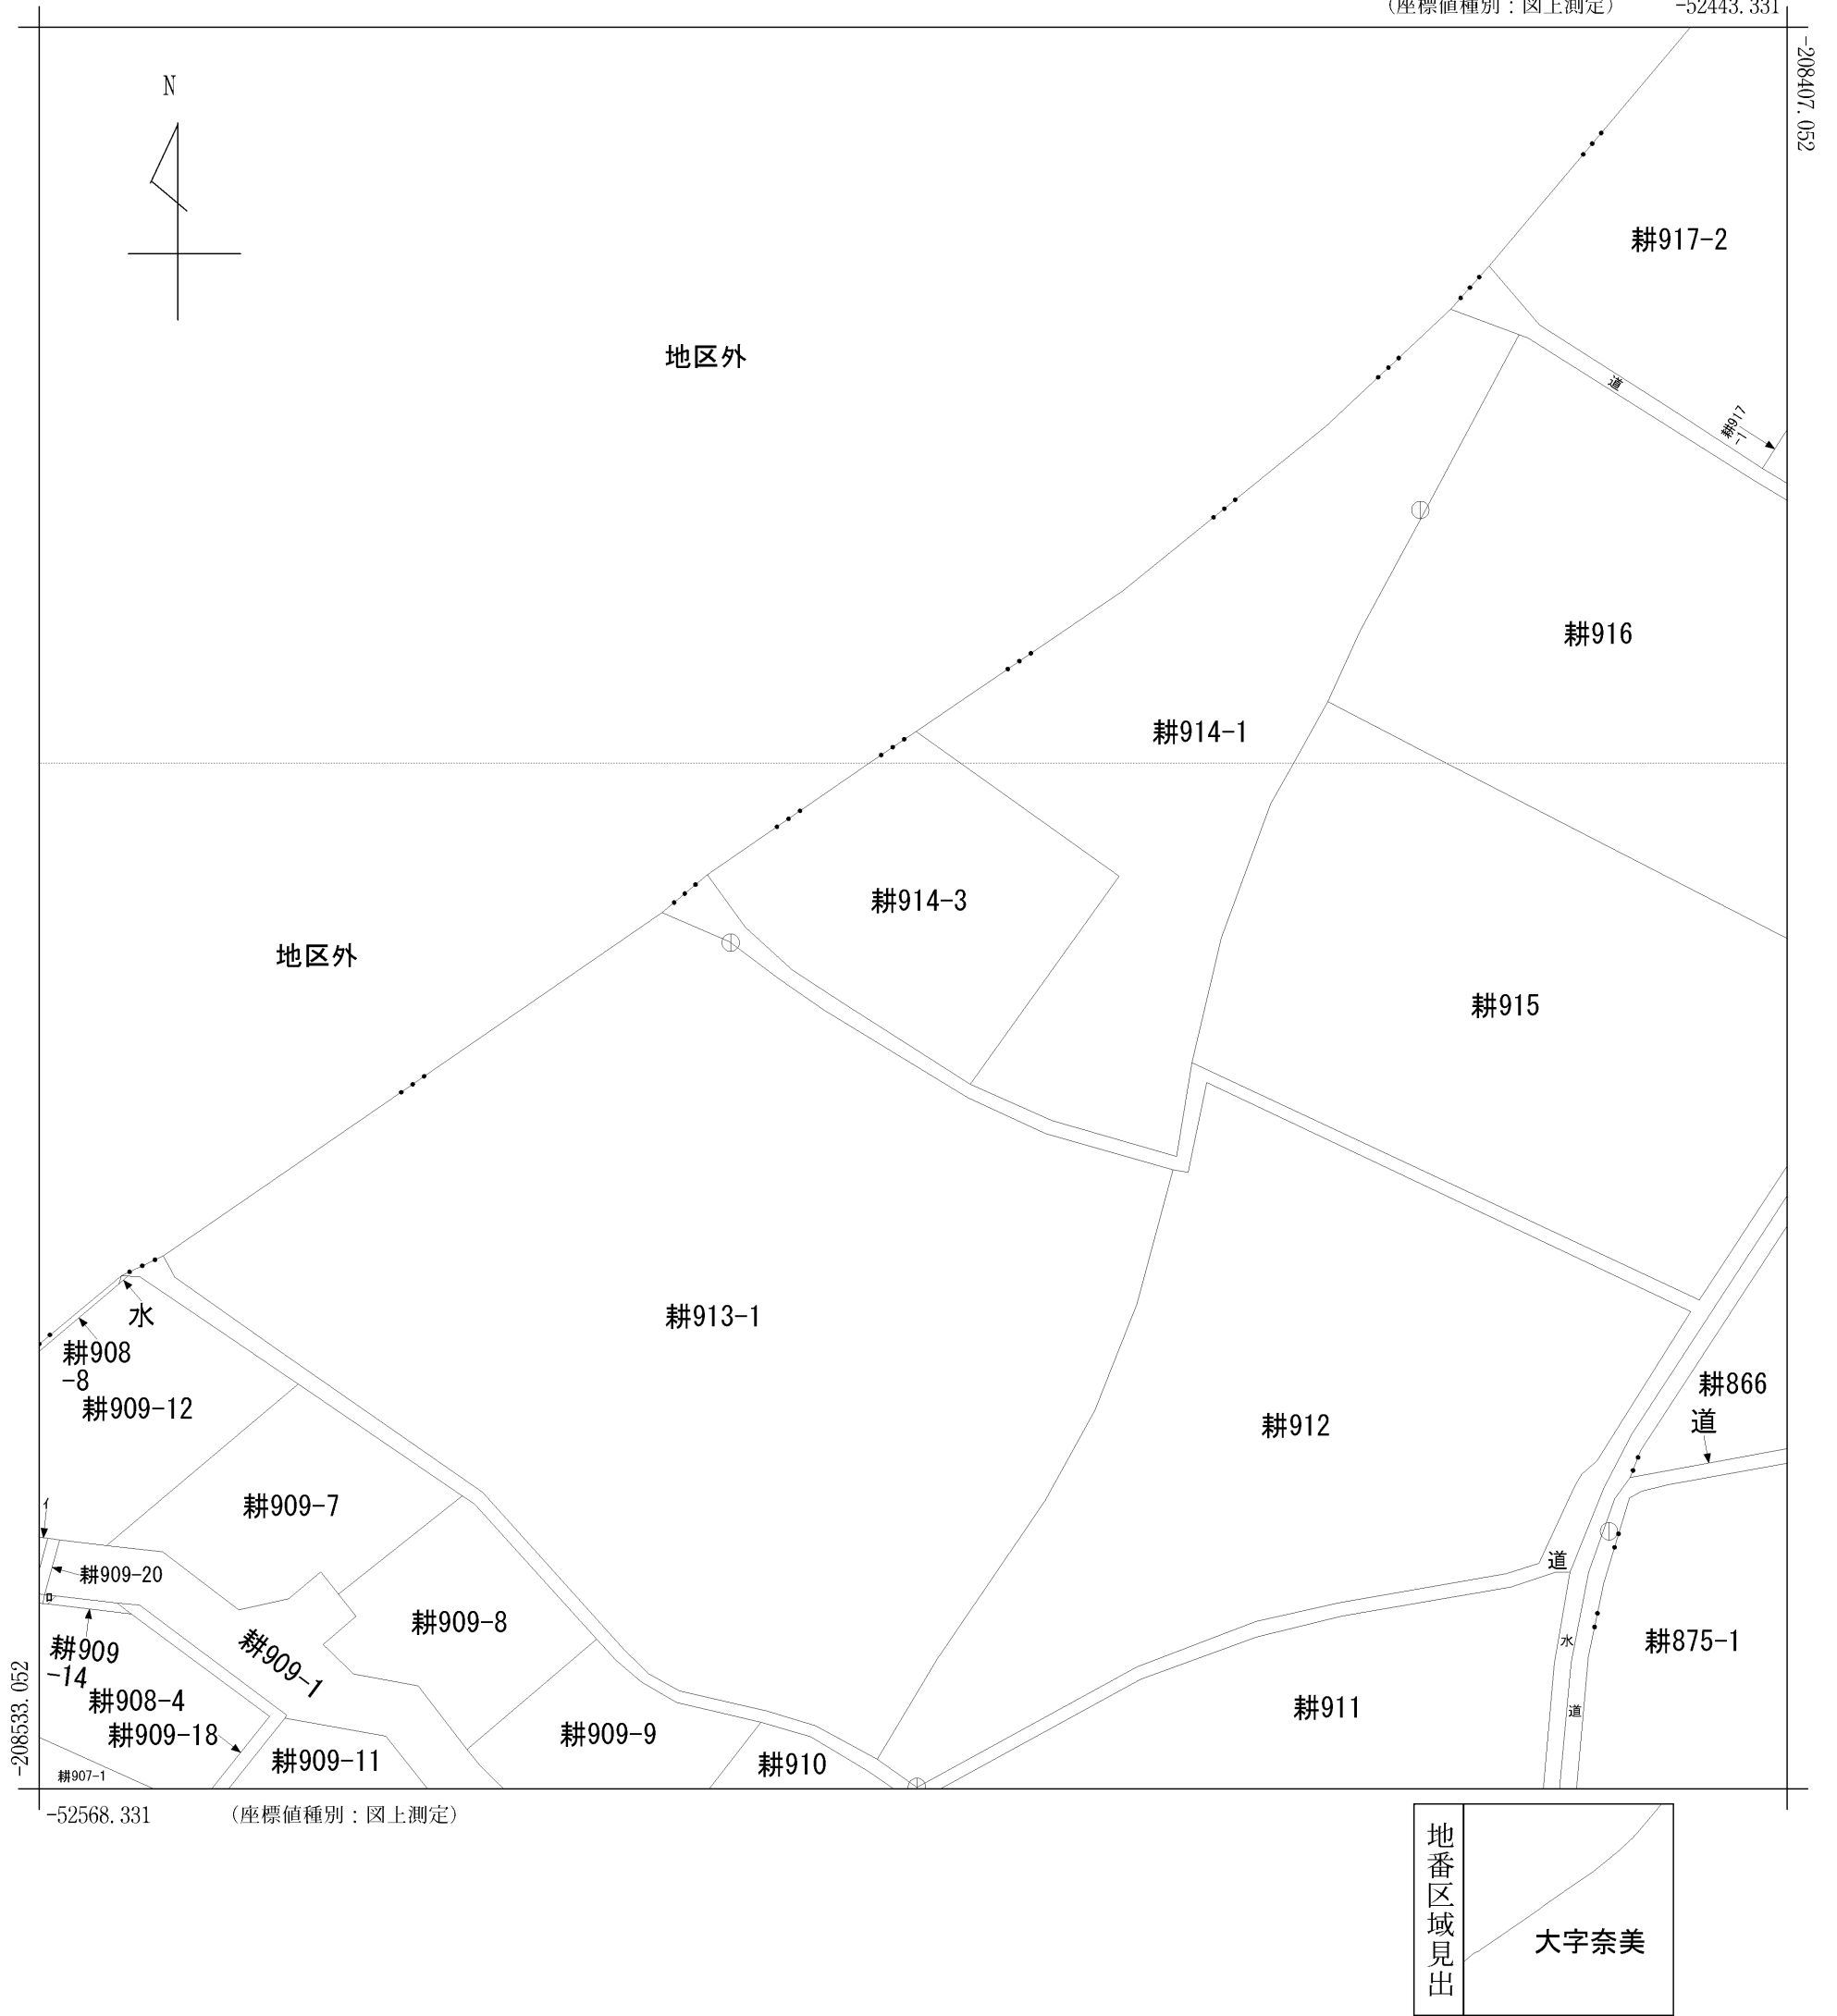 (座標値種別:図上測定) -52443.331
-208407.052
N
耕917-2
地区外
道
耕917
-1
耕916
耕914-1
耕914-3
地区外
耕915
水
耕913-1
耕908
-8
耕909-12
耕866
道
耕912
イ
耕909-7
道
耕909-20
ロ
耕909-8
耕909-1
水
耕875-1
耕909
-14
耕908-4
耕911
道
耕909-18
耕909-9
耕909-11
耕910
耕907-1
-208533.052
-52568.331 (座標値種別:図上測定)
地番区域見出
大字奈美